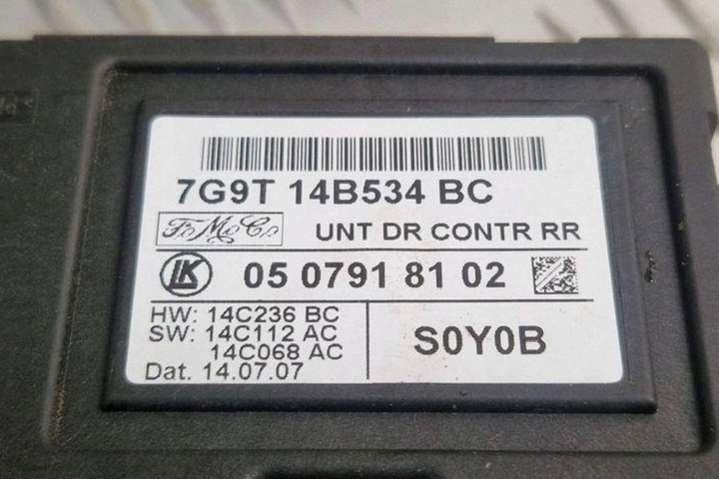 7G9T 14B534 BC
FoMoCo
UNT DR CONTR RR
LK
05 0791 81 02
HW: 14C236 BC
SW: 14C112 AC
14C068 AC
Dat. 14.07.07
S0Y0B